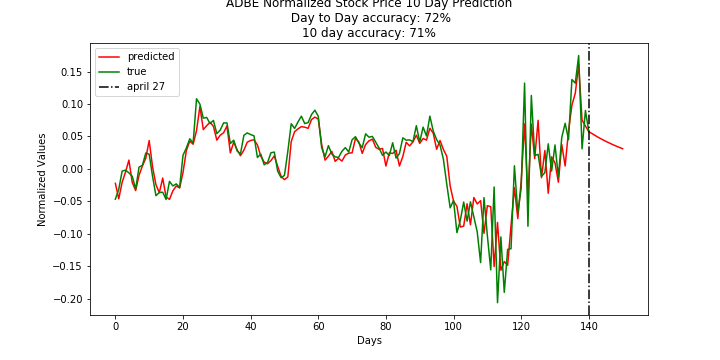 ADBE Normalized Stock Price 10 Day Prediction
Day to Day accuracy: 72%
10 day accuracy: 71%
predicted
true
april 27
Normalized Values
0.15
0.10
0.05
0.00
−0.05
−0.10
−0.15
−0.20
0 20 40 60 80 100 120 140
Days